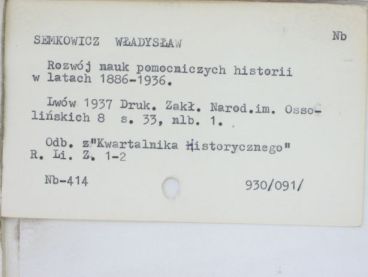 SEMKOWICZ WŁADYSŁAW Nb
Rozwój nauk pomocniczych historii
w latach 1886-1936.
Lwów 1937 Druk. Zakł. Narod.im. Osso-
lińskich 8 s. 33, nlb. 1.
Odb. z"Kwartalnika Historycznego"
R. Li. Z. 1-2
Nb-414 930/091/